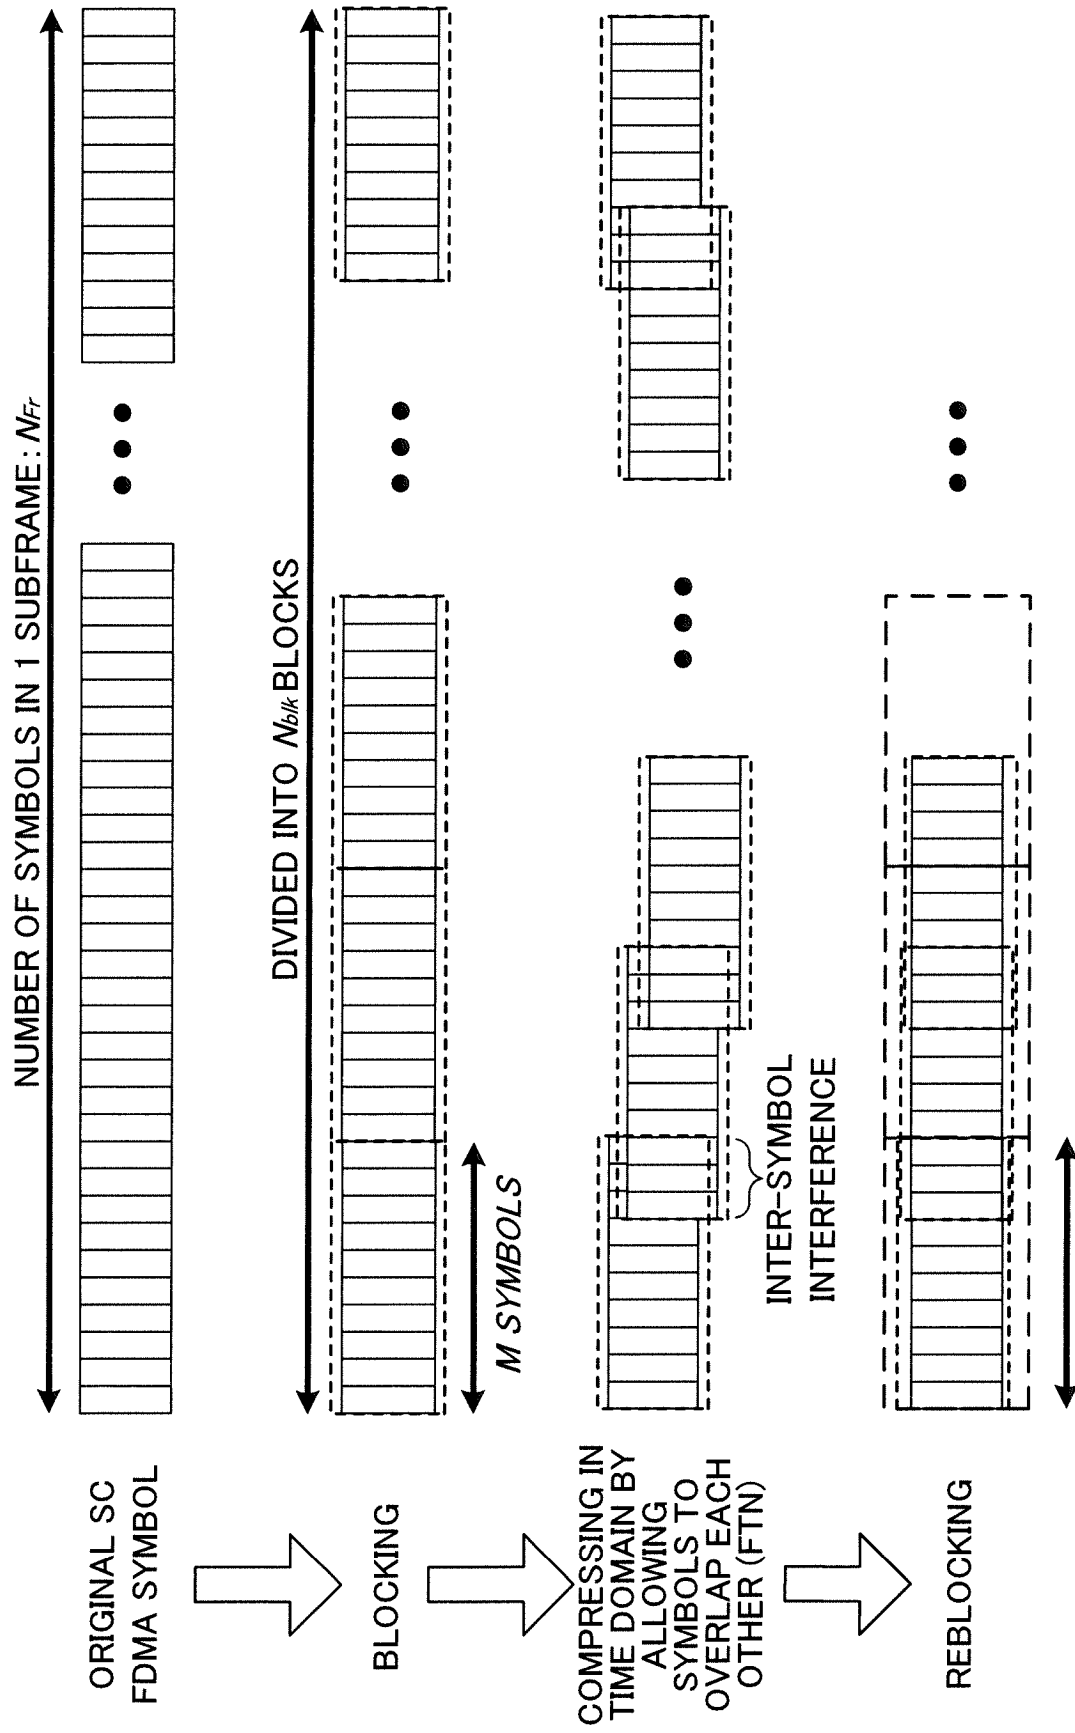 NUMBER OF SYMBOLS IN 1 SUBFRAME: NFr
ORIGINAL SC
FDMA SYMBOL
DIVIDED INTO Nblk BLOCKS
BLOCKING
M SYMBOLS
COMPRESSING IN
TIME DOMAIN BY
ALLOWING
SYMBOLS TO
OVERLAP EACH
OTHER (FTN)
INTER-SYMBOL
INTERFERENCE
REBLOCKING